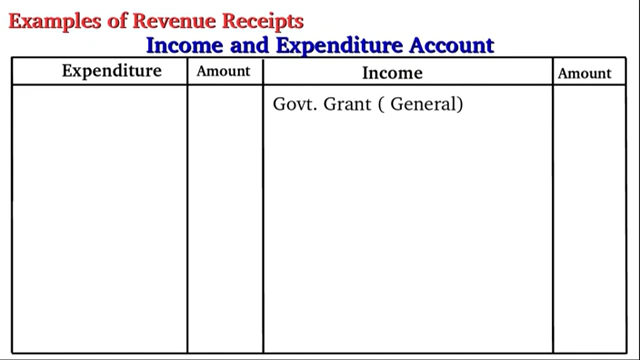 Examples of Revenue Receipts
Income and Expenditure Account
Expenditure Amount Income Amount
Govt. Grant ( General)